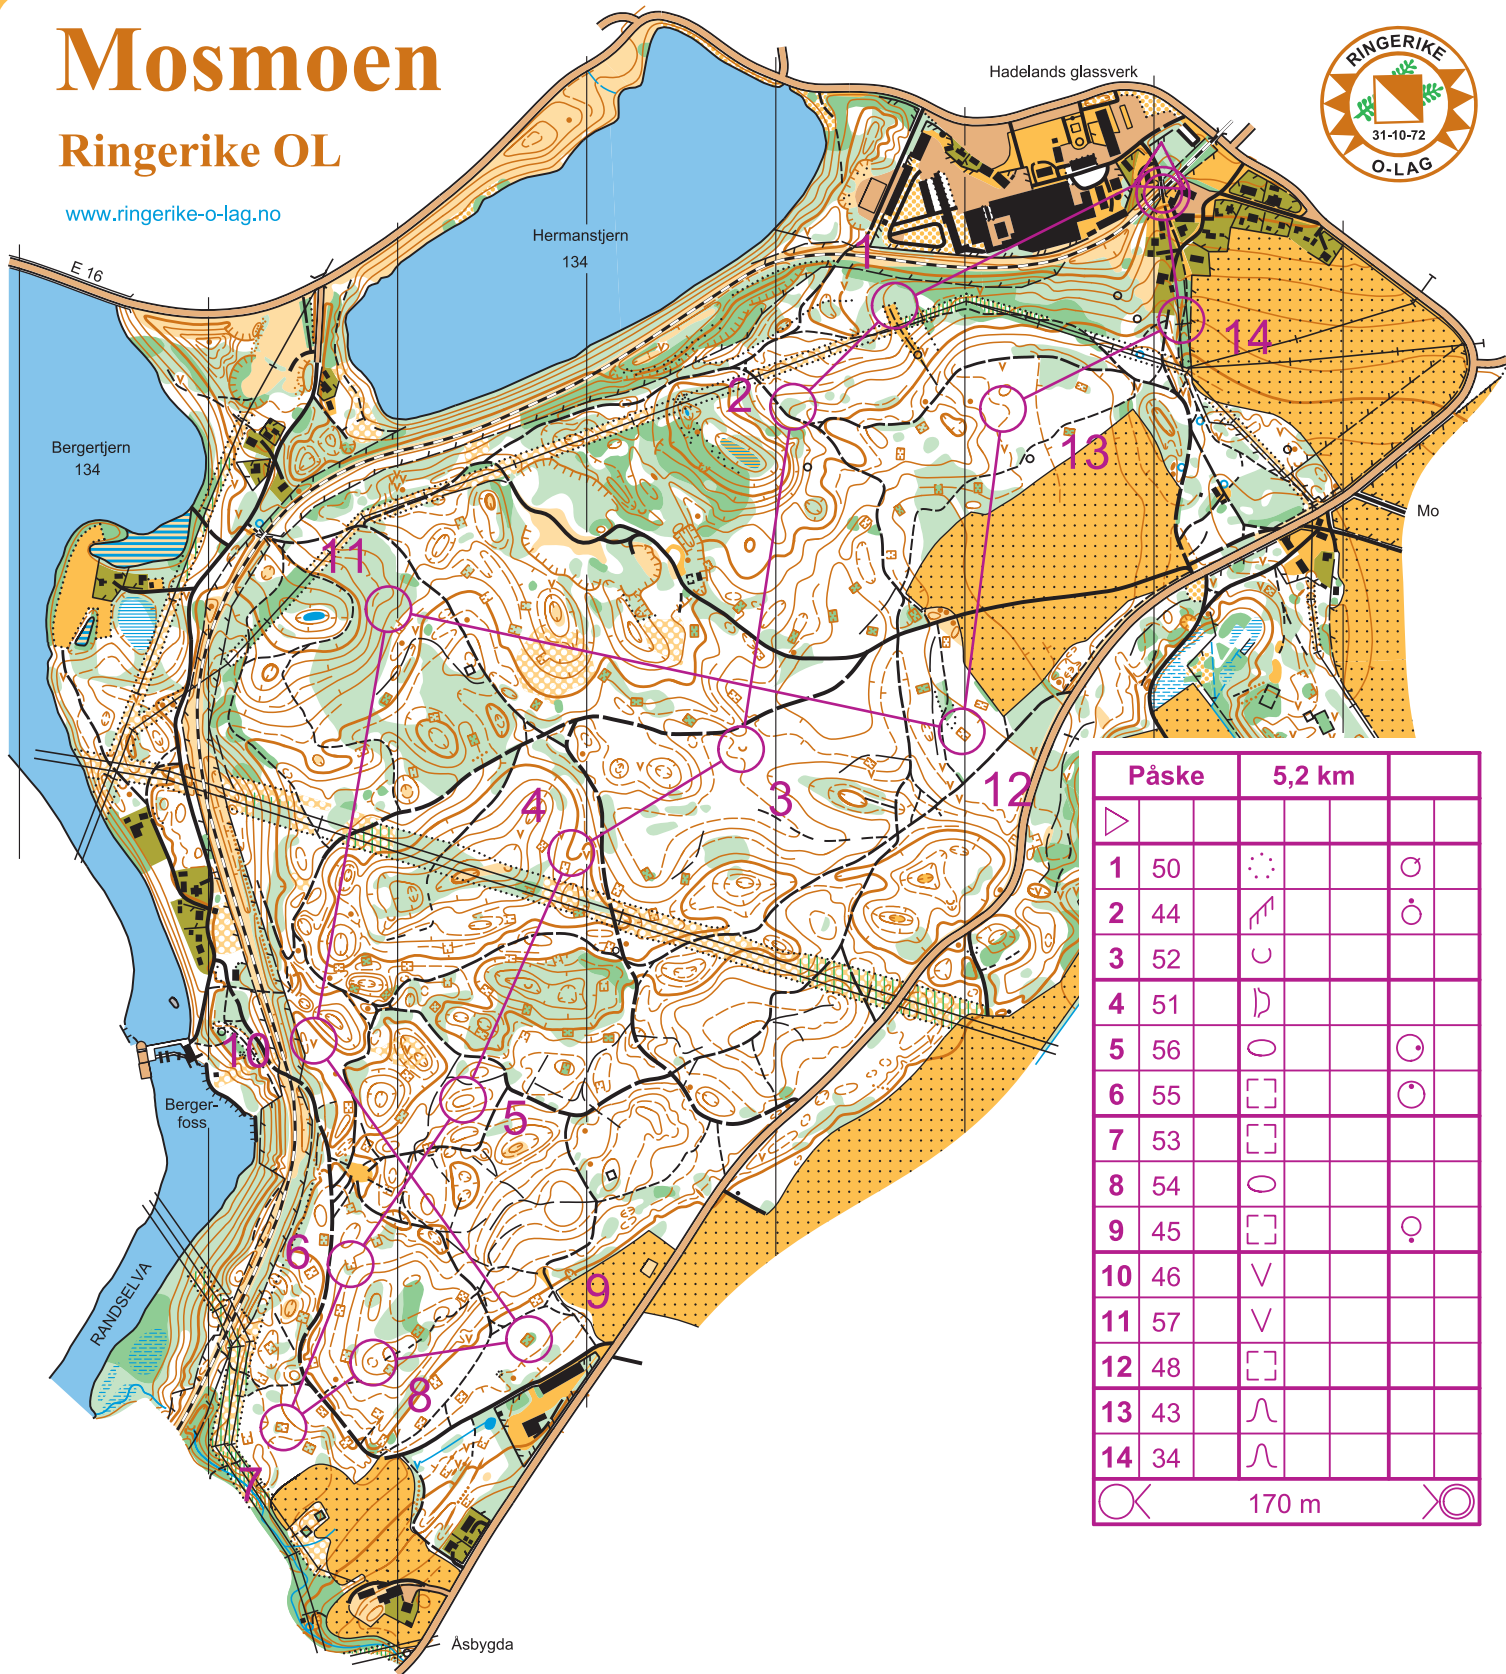 Mosmoen
Ringerike OL
www.ringerike-o-lag.no
RINGERIKE
31-10-72
O-LAG
Hadelands glassverk
Hermanstjern
134
E 16
Bergertjern
134
Mo
Berger-
foss
RANDSELVA
Åsbygda
1
2
3
4
5
6
7
8
9
10
11
12
13
14
Påske 5,2 km
1 50
2 44
3 52
4 51
5 56
6 55
7 53
8 54
9 45
10 46
11 57
12 48
13 43
14 34
170 m